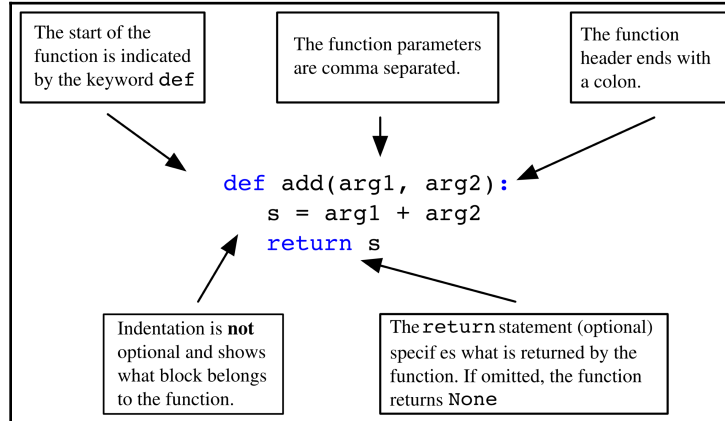 The start of the
function is indicated
by the keyword def
The function parameters
are comma separated.
The function
header ends with
a colon.
def add(arg1, arg2):
s = arg1 + arg2
return s
Indentation is not
optional and shows
what block belongs
to the function.
The return statement (optional)
specif es what is returned by the
function. If omitted, the function
returns None